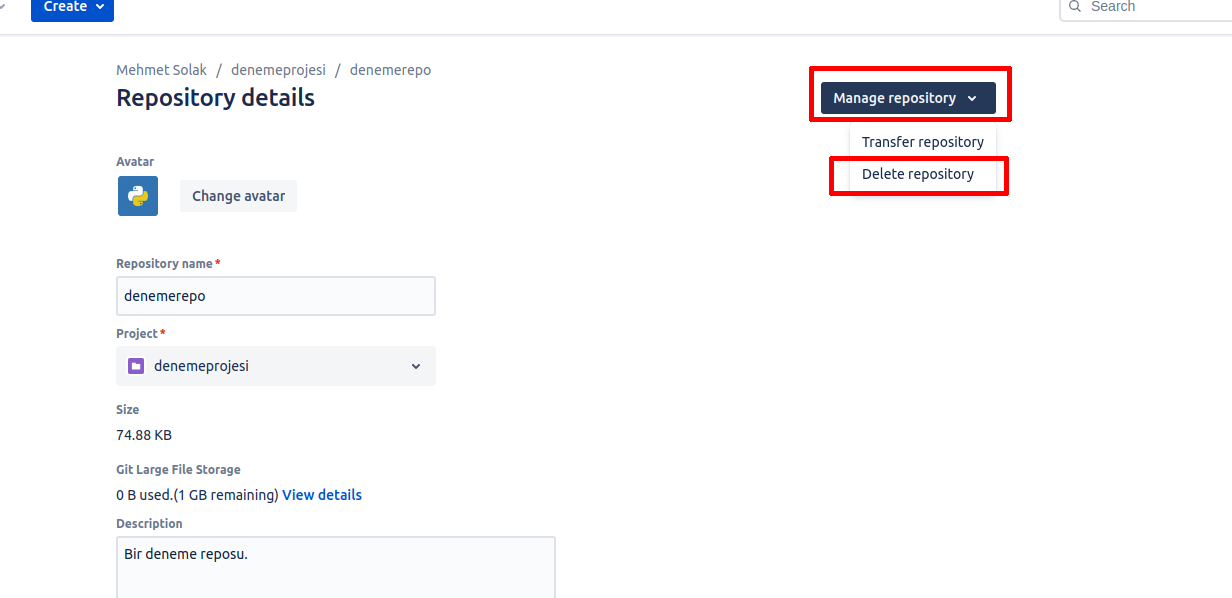 Create
Search
Mehmet Solak / denemeprojesi / denemerepo
Repository details
Manage repository
Transfer repository
Delete repository
Avatar
Change avatar
Repository name *
denemerepo
Project *
denemeprojesi
Size
74.88 KB
Git Large File Storage
0 B used.(1 GB remaining) View details
Description
Bir deneme reposu.